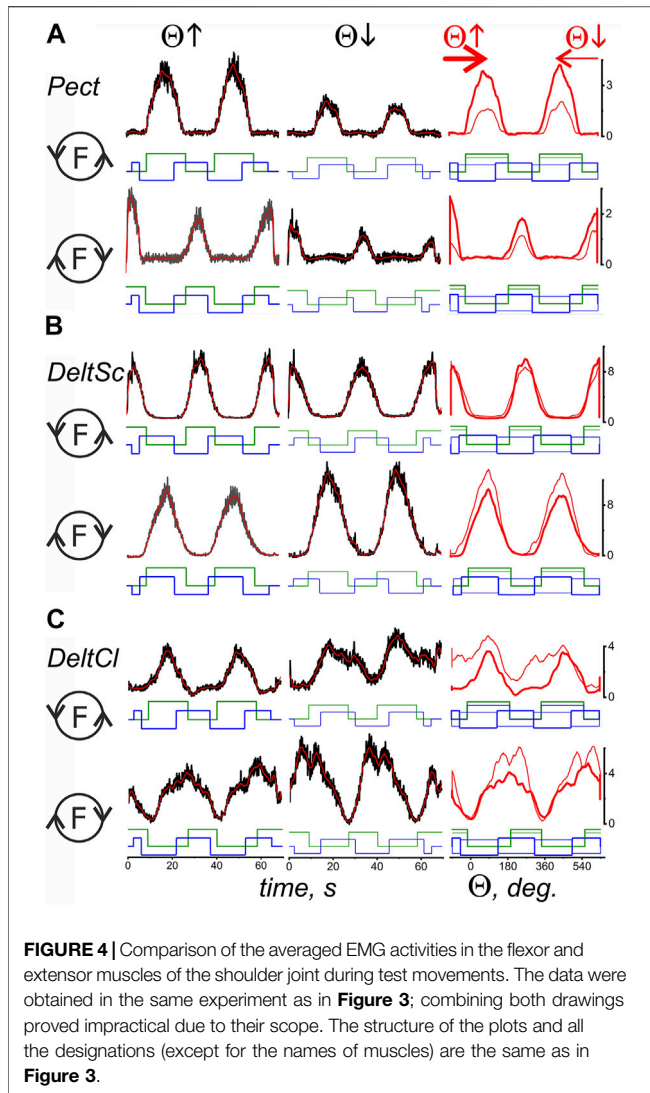 A
Θ↑ Θ↓ Θ↑ Θ↓
Pect
3
0
F
2
0
F
B
DeltSc
8
0
F
8
0
F
C
DeltCl
4
0
F
4
0
F
0 20 40 60 0 20 40 60 0 180 360 540
time, s Θ, deg.
FIGURE 4 | Comparison of the averaged EMG activities in the flexor and
extensor muscles of the shoulder joint during test movements. The data were
obtained in the same experiment as in Figure 3; combining both drawings
proved impractical due to their scope. The structure of the plots and all
the designations (except for the names of muscles) are the same as in
Figure 3.